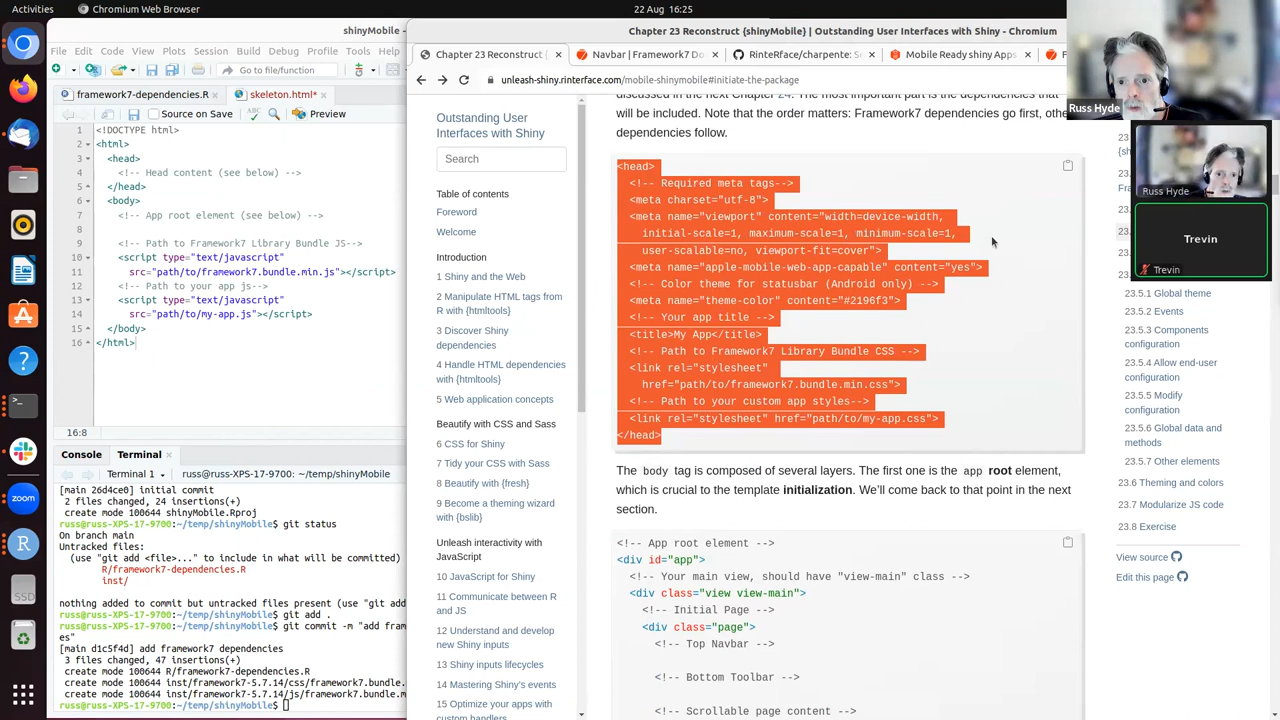 Activities
Chromium Web Browser
22 Aug 16:25
shinyMobile -
File Edit Code View Plots Session Build Debug Profile Tools
Go to file/function
framework7-dependencies.R
skeleton.html*
Source on Save
Preview
1 <!DOCTYPE html>
2 <html>
3 <head>
4 <!-- Head content (see below) -->
5 </head>
6 <body>
7 <!-- App root element (see below) -->
8
9 <!-- Path to Framework7 Library Bundle JS-->
10 <script type="text/javascript"
11 src="path/to/framework7.bundle.min.js"></script>
12 <!-- Path to your app js-->
13 <script type="text/javascript"
14 src="path/to/my-app.js"></script>
15 </body>
16 </html>
16:8
Console Terminal
Terminal 1 russ@russ-XPS-17-9700: ~/temp/shinyMobile
[main 26d4ce0] initial commit
2 files changed, 24 insertions(+)
create mode 100644 shinyMobile.Rproj
russ@russ-XPS-17-9700:~/temp/shinyMobile$ git status
On branch main
Untracked files:
(use "git add <file>..." to include in what will be committed)
R/framework7-dependencies.R
inst/
nothing added to commit but untracked files present (use "git a
russ@russ-XPS-17-9700:~/temp/shinyMobile$ git add .
russ@russ-XPS-17-9700:~/temp/shinyMobile$ git commit -m "add fram
es"
[main d1c5f4d] add framework7 dependencies
3 files changed, 47 insertions(+)
create mode 100644 R/framework7-dependencies.R
create mode 100644 inst/framework7-5.7.14/css/framework7.bundle.
create mode 100644 inst/framework7-5.7.14/js/framework7.bundle.m
russ@russ-XPS-17-9700:~/temp/shinyMobile$
Chapter 23 Reconstruct {shinyMobile} | Outstanding User Interfaces with Shiny - Chromium
Chapter 23 Reconstruct {
Navbar | Framework7 Do
RinteRface/charpente: Se
Mobile Ready shiny Apps
F
unleash-shiny.rinterface.com/mobile-shinymobile#initiate-the-package
Outstanding User
Interfaces with Shiny
Search
Table of contents
Foreword
Welcome
Introduction
1 Shiny and the Web
2 Manipulate HTML tags from
R with {htmltools}
3 Discover Shiny
dependencies
4 Handle HTML dependencies
with {htmltools}
5 Web application concepts
Beautify with CSS and Sass
6 CSS for Shiny
7 Tidy your CSS with Sass
8 Beautify with {fresh}
9 Become a theming wizard
with {bslib}
Unleash interactivity with
JavaScript
10 JavaScript for Shiny
11 Communicate between R
and JS
12 Understand and develop
new Shiny inputs
13 Shiny inputs lifecycles
14 Mastering Shiny's events
15 Optimize your apps with
custom handlers
discussed in the next Chapter 24. The most important part is the dependencies that
will be included. Note that the order matters: Framework7 dependencies go first, othe
dependencies follow.
<head>
<!-- Required meta tags-->
<meta charset="utf-8">
<meta name="viewport" content="width=device-width,
initial-scale=1, maximum-scale=1, minimum-scale=1,
user-scalable=no, viewport-fit=cover">
<meta name="apple-mobile-web-app-capable" content="yes">
<!-- Color theme for statusbar (Android only) -->
<meta name="theme-color" content="#2196f3">
<!-- Your app title -->
<title>My App</title>
<!-- Path to Framework7 Library Bundle CSS -->
<link rel="stylesheet"
href="path/to/framework7.bundle.min.css">
<!-- Path to your custom app styles-->
<link rel="stylesheet" href="path/to/my-app.css">
</head>
The body tag is composed of several layers. The first one is the app root element,
which is crucial to the template initialization. We'll come back to that point in the next
section.
<!-- App root element -->
<div id="app">
<!-- Your main view, should have "view-main" class -->
<div class="view view-main">
<!-- Initial Page -->
<div class="page">
<!-- Top Navbar -->
<!-- Bottom Toolbar -->
<!-- Scrollable page content -->
23.5.1 Global theme
23.5.2 Events
23.5.3 Components
configuration
23.5.4 Allow end-user
configuration
23.5.5 Modify
configuration
23.5.6 Global data and
methods
23.5.7 Other elements
23.6 Theming and colors
23.7 Modularize JS code
23.8 Exercise
View source
Edit this page
Russ Hyde
Russ Hyde
Trevin
Trevin
zoom
R
SSD